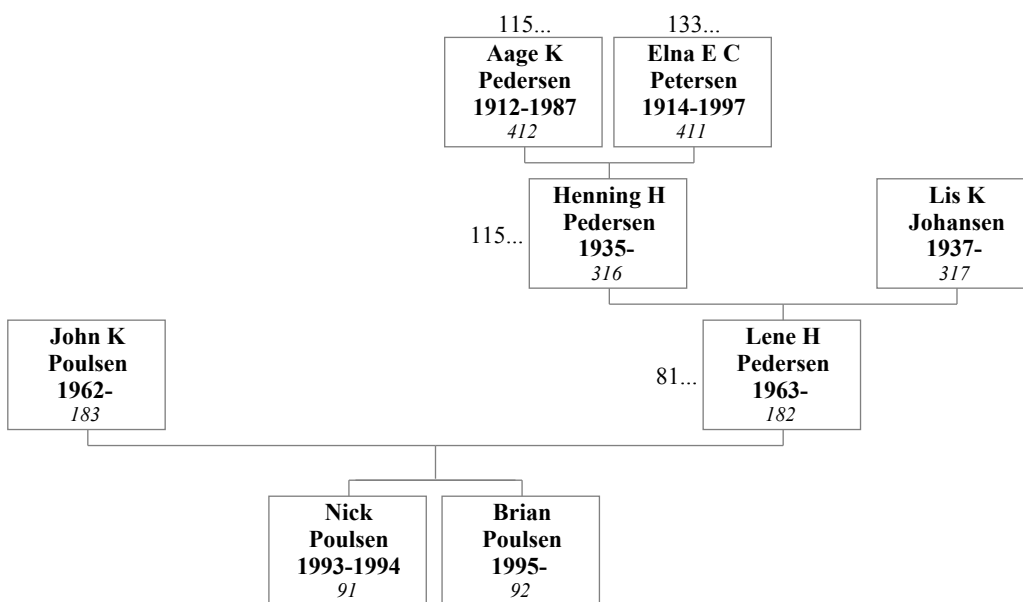 115...
133...
Aage K
Pedersen
1912-1987
412
Elna E C
Petersen
1914-1997
411
115...
Henning H
Pedersen
1935-
316
Lis K
Johansen
1937-
317
John K
Poulsen
1962-
183
81...
Lene H
Pedersen
1963-
182
Nick
Poulsen
1993-1994
91
Brian
Poulsen
1995-
92